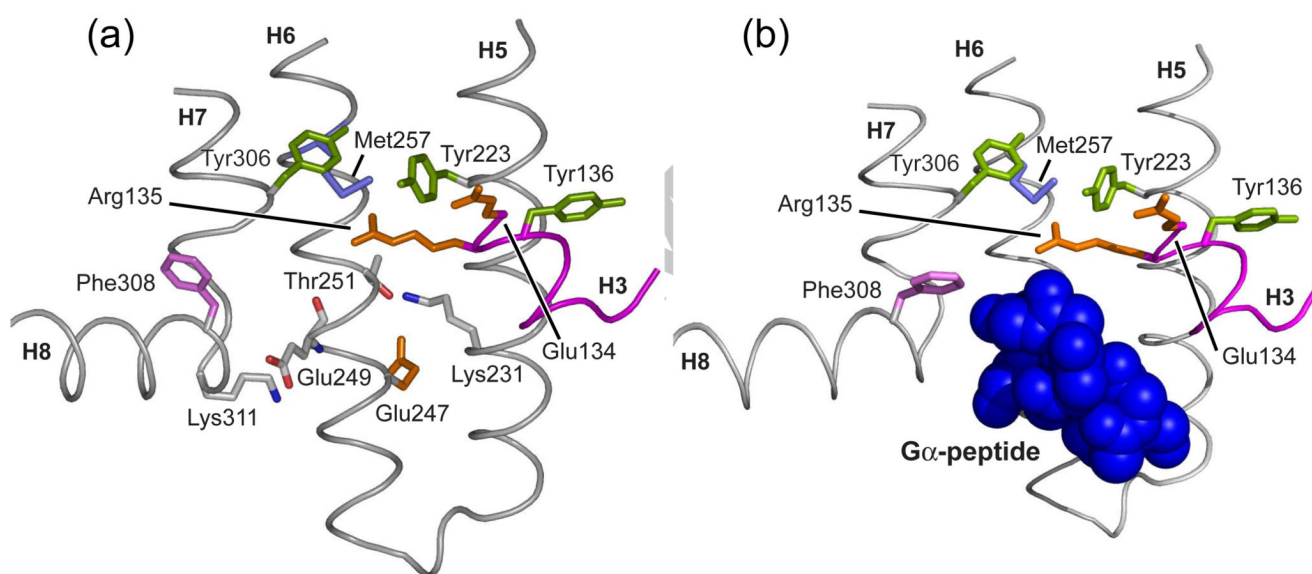 (a)
H6
H5
H7
Met257
Tyr306
Tyr223
Tyr136
Arg135
Thr251
Phe308
H3
H8
Glu249
Lys231
Glu134
Lys311
Glu247
(b)
H6
H5
H7
Met257
Tyr306
Tyr223
Tyr136
Arg135
Phe308
H3
H8
Glu134
Gα-peptide